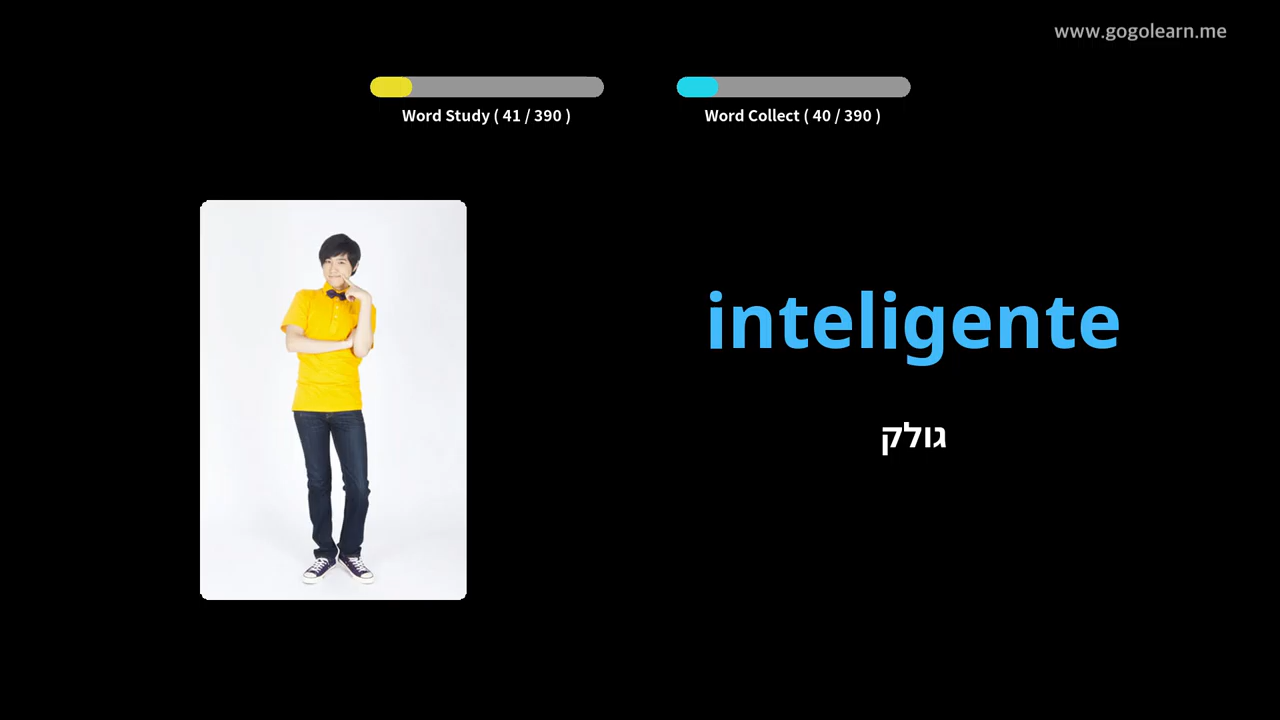 www.gogolearn.me
Word Study ( 41 / 390 )
Word Collect ( 40 / 390 )
inteligente
גולק